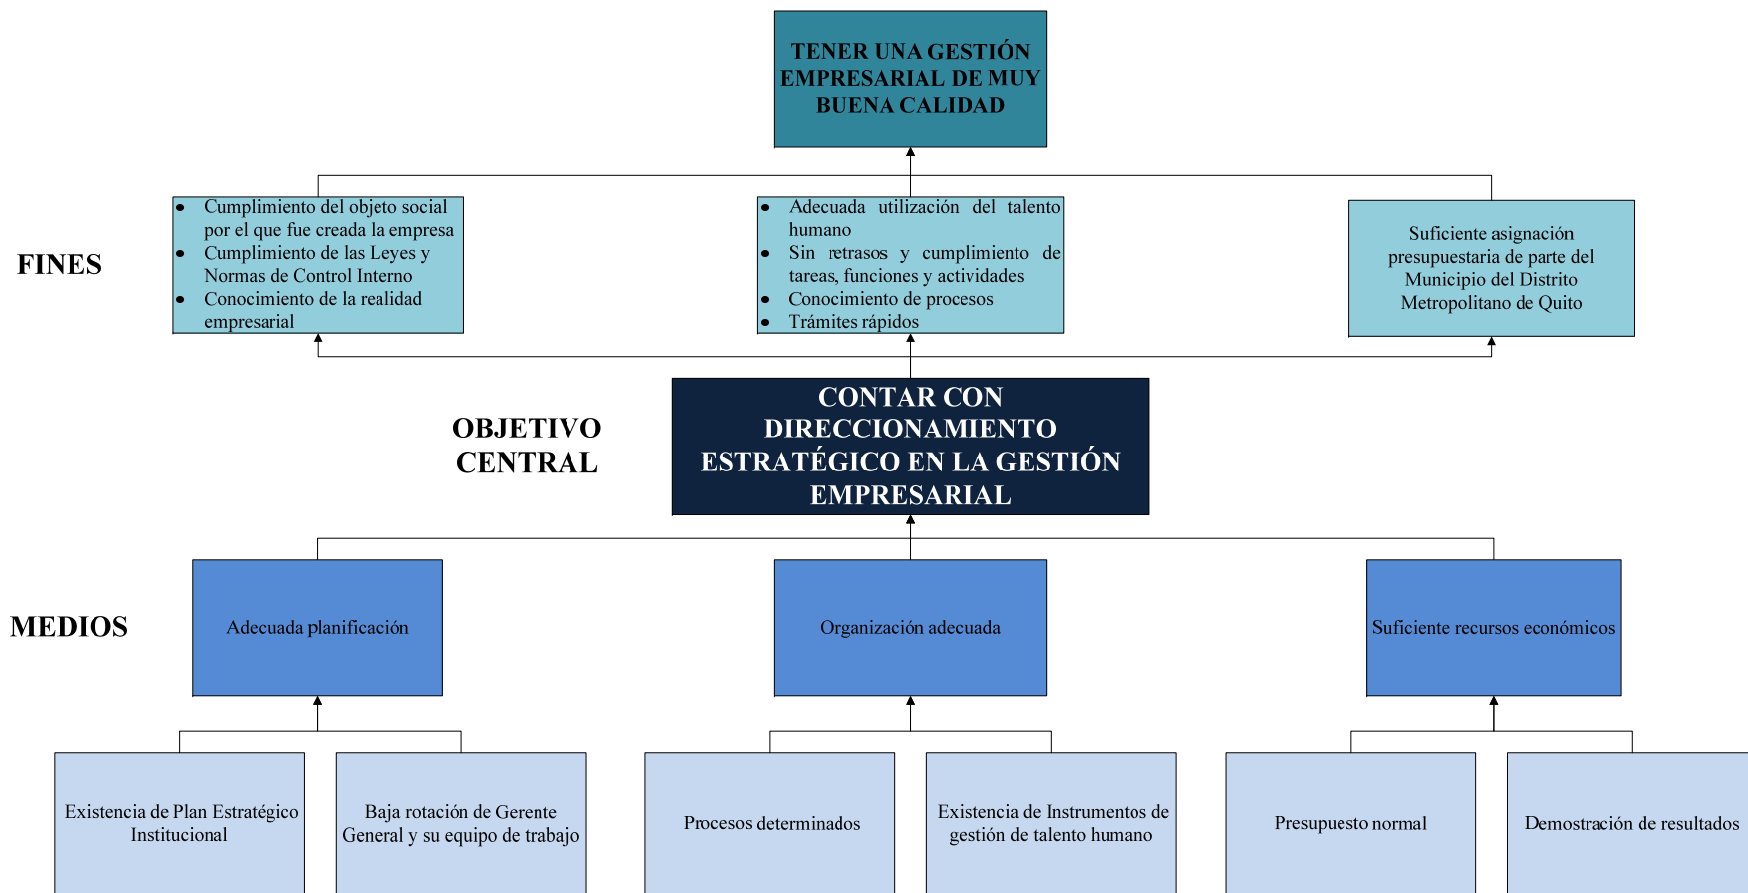 TENER UNA GESTIÓN
EMPRESARIAL DE MUY
BUENA CALIDAD
FINES
● Cumplimiento del objeto social
por el que fue creada la empresa
● Cumplimiento de las Leyes y
Normas de Control Interno
● Conocimiento de la realidad
empresarial
● Adecuada utilización del talento
humano
● Sin retrasos y cumplimiento de
tareas, funciones y actividades
● Conocimiento de procesos
● Trámites rápidos
Suficiente asignación
presupuestaria de parte del
Municipio del Distrito
Metropolitano de Quito
OBJETIVO
CENTRAL
CONTAR CON
DIRECCIONAMIENTO
ESTRATÉGICO EN LA GESTIÓN
EMPRESARIAL
MEDIOS
Adecuada planificación
Organización adecuada
Suficiente recursos económicos
Existencia de Plan Estratégico
Institucional
Baja rotación de Gerente
General y su equipo de trabajo
Procesos determinados
Existencia de Instrumentos de
gestión de talento humano
Presupuesto normal
Demostración de resultados